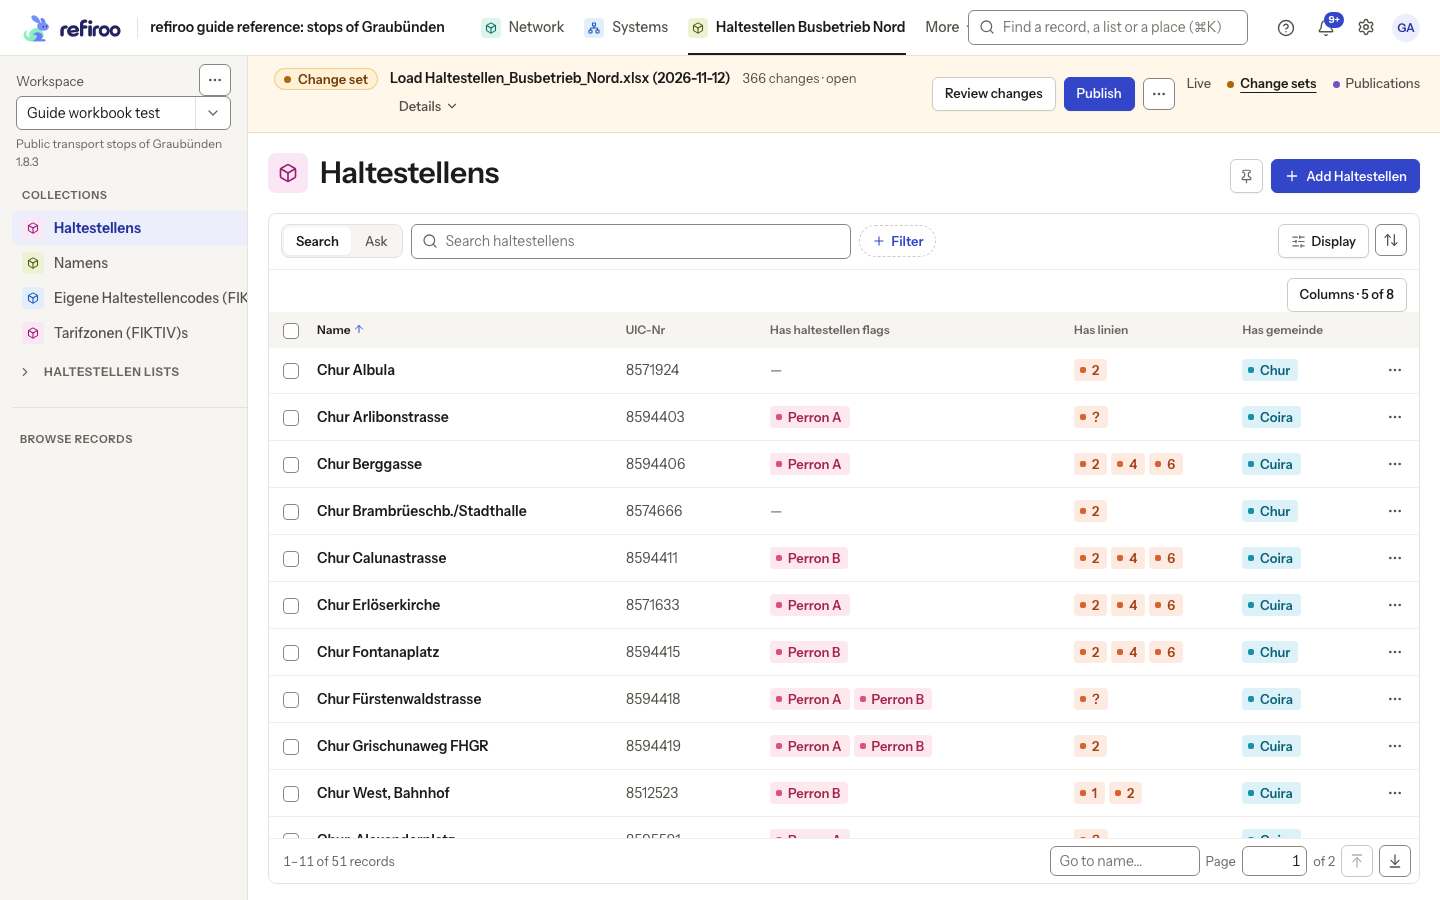 refiroo
refiroo guide reference: stops of Graubünden
Network
Systems
Haltestellen Busbetrieb Nord
More
Find a record, a list or a place (⌘K)
9+
GA
Workspace
Guide workbook test
Public transport stops of Graubünden
1.8.3
COLLECTIONS
Haltestellens
Namens
Eigene Haltestellencodes (FIK
Tarifzonen (FIKTIV)s
HALTESTELLEN LISTS
BROWSE RECORDS
Change set
Load Haltestellen_Busbetrieb_Nord.xlsx (2026-11-12)
366 changes · open
Details
Review changes
Publish
Live
Change sets
Publications
Haltestellens
Add Haltestellen
Search
Ask
Search haltestellens
Filter
Display
Columns · 5 of 8
Name UIC-Nr Has haltestellen flags Has linien Has gemeinde
Chur Albula 8571924 — 2 Chur
Chur Arlibonstrasse 8594403 Perron A ? Coira
Chur Berggasse 8594406 Perron A 2 4 6 Cuira
Chur Brambrüeschb./Stadthalle 8574666 — 2 Chur
Chur Calunastrasse 8594411 Perron B 2 4 6 Coira
Chur Erlöserkirche 8571633 Perron A 2 4 6 Cuira
Chur Fontanaplatz 8594415 Perron B 2 4 6 Chur
Chur Fürstenwaldstrasse 8594418 Perron A Perron B ? Coira
Chur Grischunaweg FHGR 8594419 Perron A Perron B 2 Cuira
Chur West, Bahnhof 8512523 Perron B 1 2 Cuira
1–11 of 51 records
Go to name...
Page 1 of 2